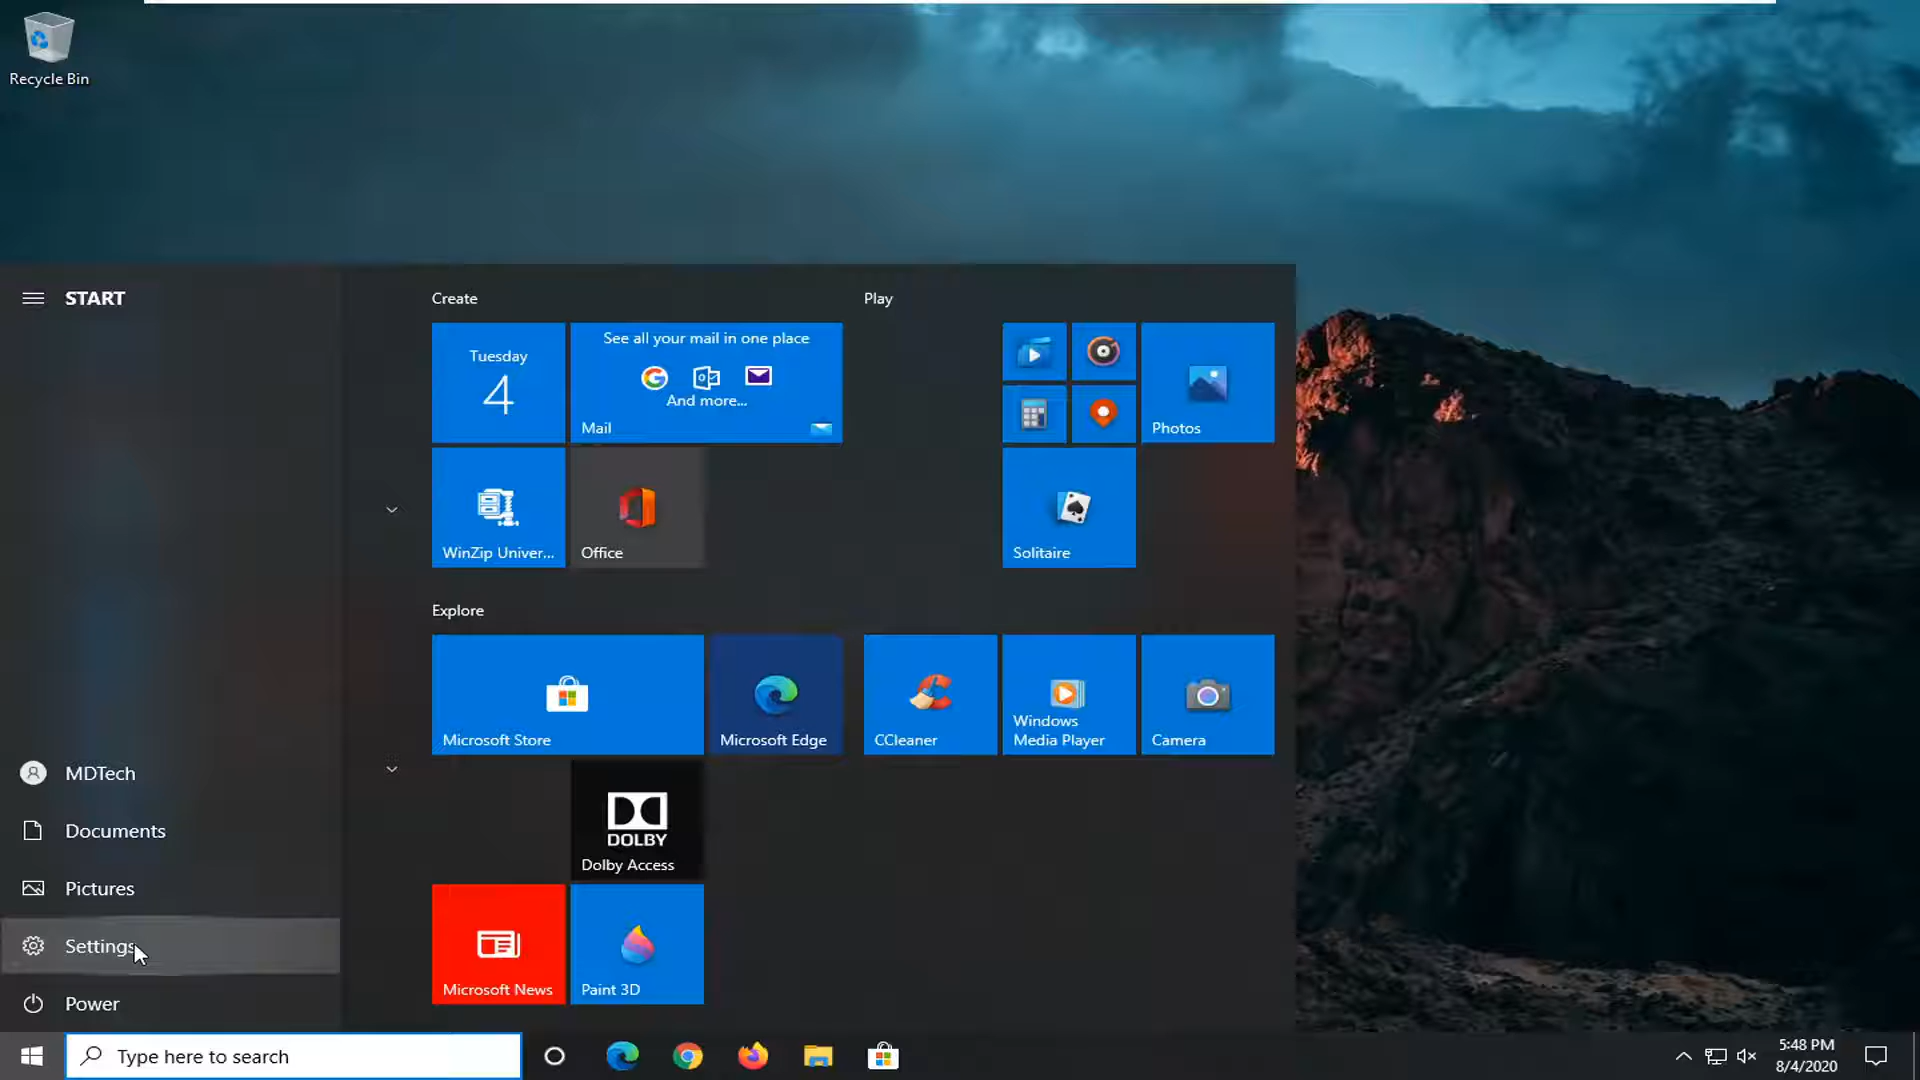 Recycle Bin
START
Create
Play
Tuesday
4
See all your mail in one place
And more...
Mail
Photos
WinZip Univer...
Office
Solitaire
Explore
Microsoft Store
Microsoft Edge
CCleaner
Windows
Media Player
Camera
MDTech
Documents
Pictures
Settings
Power
DOLBY
Dolby Access
Microsoft News
Paint 3D
Type here to search
5:48 PM
8/4/2020